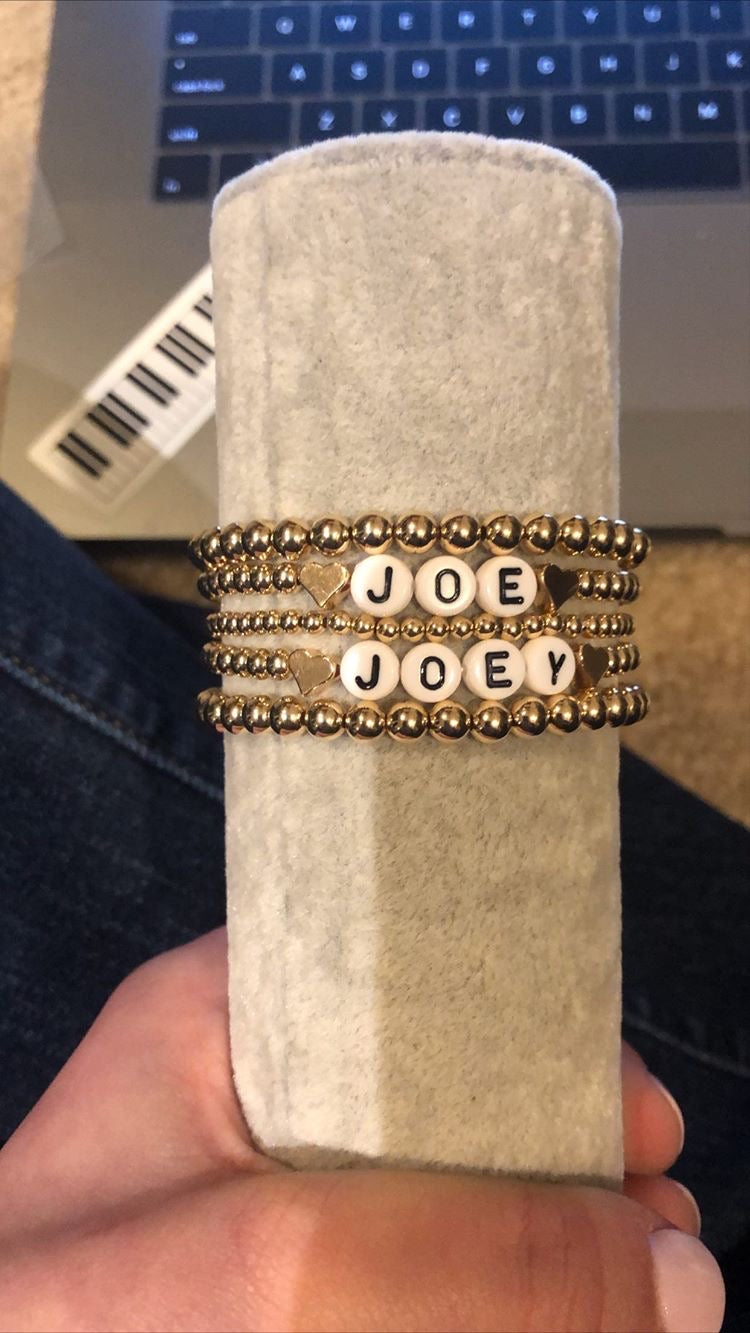 Q W E R T Y U I
A S D F G H J K
Z X C V B N M
JOE
JOEY